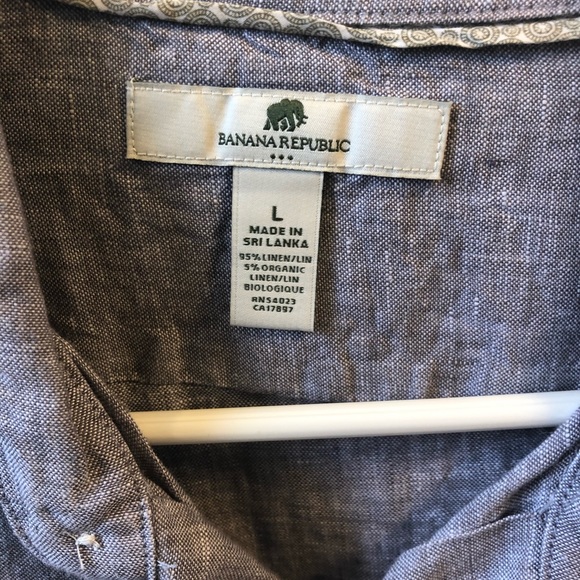 BANANA REPUBLIC
L
MADE IN
SRI LANKA
95% LINEN/LIN
5% ORGANIC
LINEN/LIN
BIOLOGIQUE
RN54023
CA17897